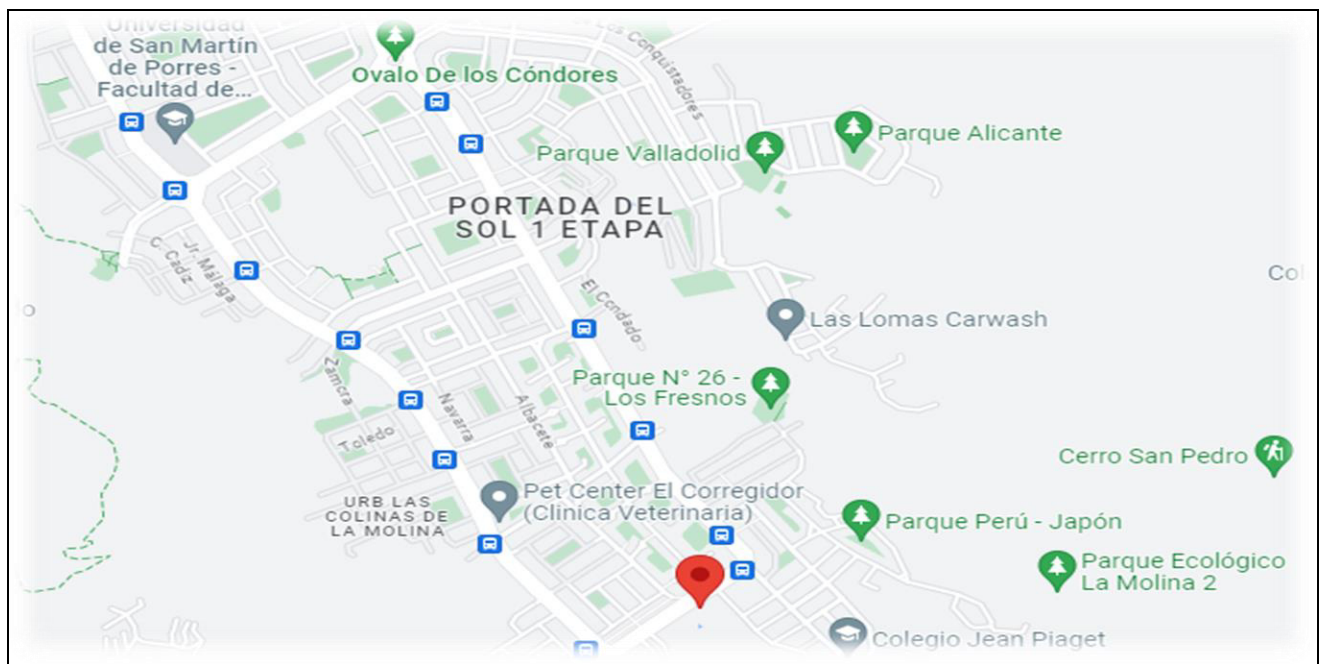 Universidad
de San Martín
de Porres -
Facultad de...
Ovalo De los Cóndores
Los Conquistadores
Parque Valladolid
Parque Alicante
PORTADA DEL
SOL 1 ETAPA
C. Cadiz
Jr. Málaga
El Condado
Col
Las Lomas Carwash
Zamora
Parque N° 26 -
Los Fresnos
Navarra
Albacete
Toledo
Cerro San Pedro
URB LAS
COLINAS DE
LA MOLINA
Pet Center El Corregidor
(Clinica Veterinaria)
Parque Perú - Japón
Parque Ecológico
La Molina 2
Colegio Jean Piaget